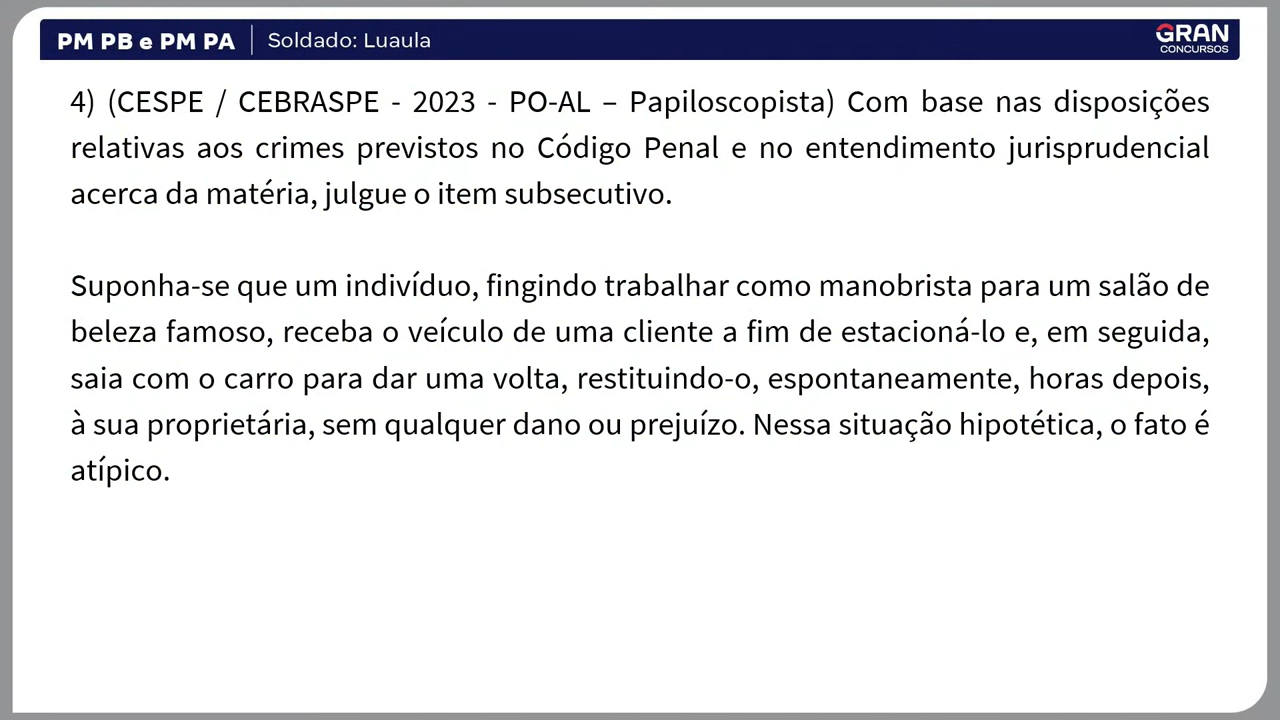 PM PB e PM PA | Soldado: Luaula
GRAN
CONCURSOS
4) (CESPE / CEBRASPE - 2023 - PO-AL – Papiloscopista) Com base nas disposições
relativas aos crimes previstos no Código Penal e no entendimento jurisprudencial
acerca da matéria, julgue o item subsecutivo.
Suponha-se que um indivíduo, fingindo trabalhar como manobrista para um salão de
beleza famoso, receba o veículo de uma cliente a fim de estacioná-lo e, em seguida,
saia com o carro para dar uma volta, restituindo-o, espontaneamente, horas depois,
à sua proprietária, sem qualquer dano ou prejuízo. Nessa situação hipotética, o fato é
atípico.